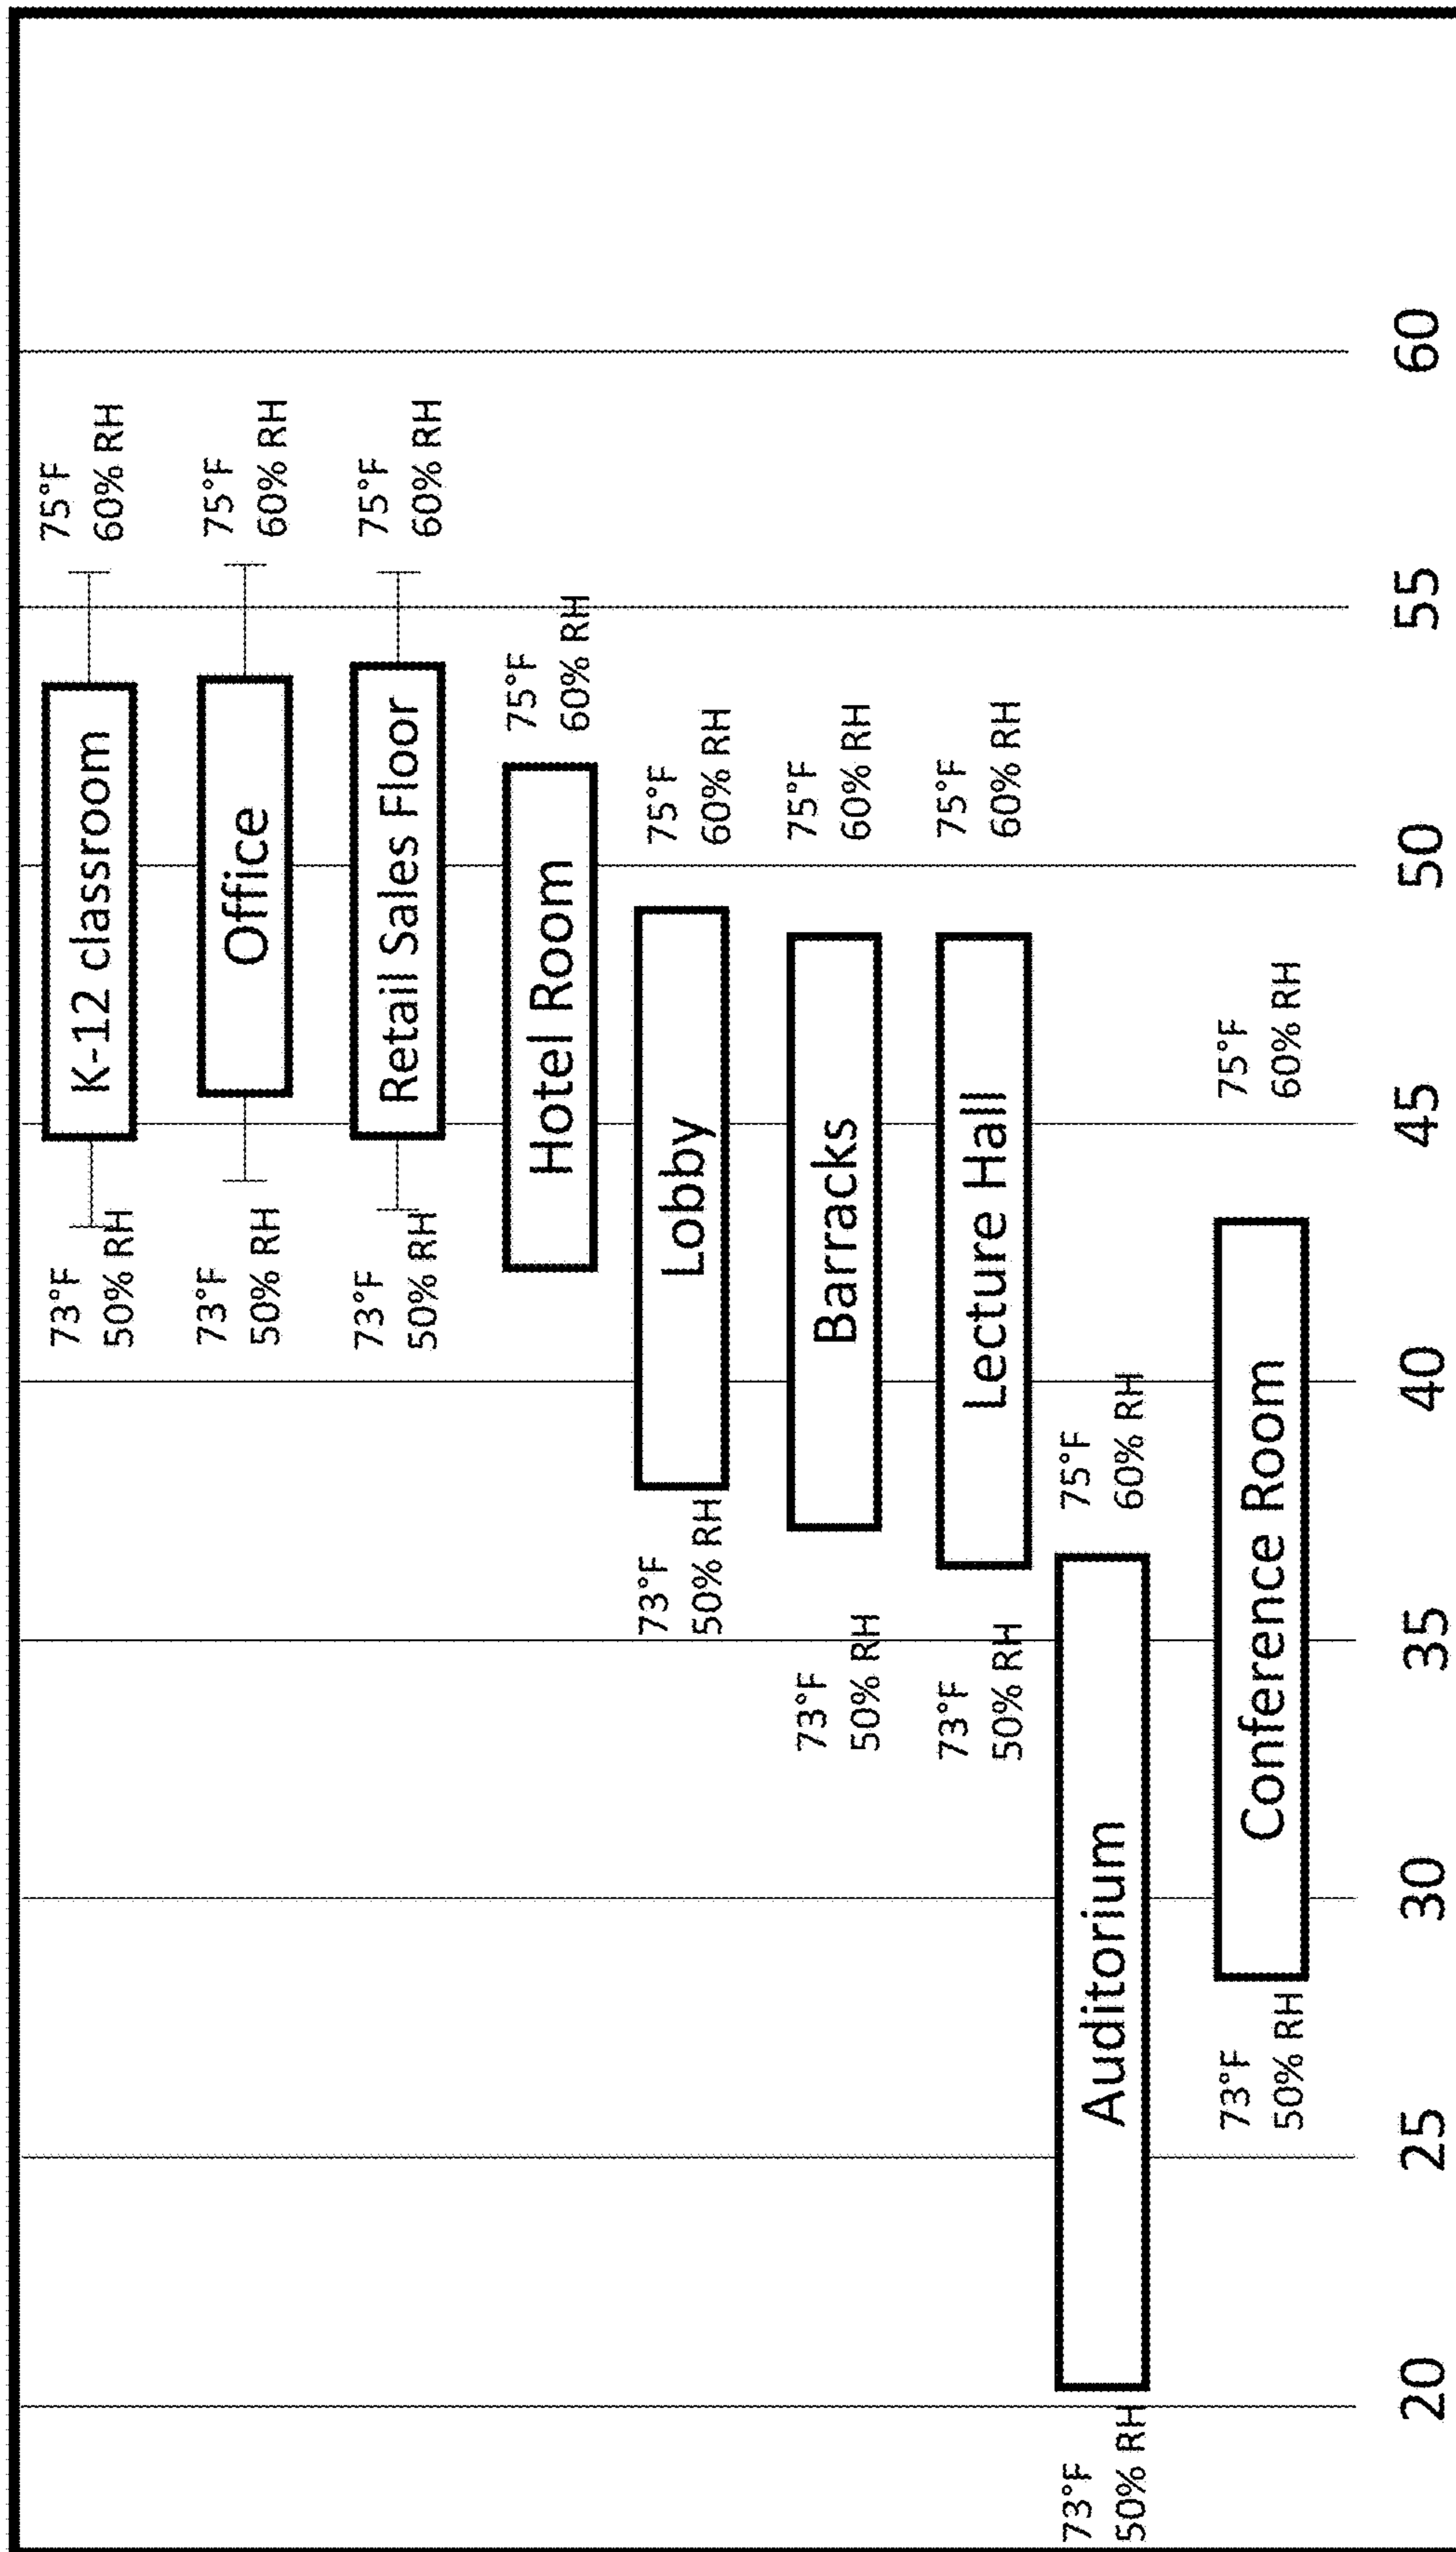 75°F
60% RH
K-12 classroom
73°F
50% RH
75°F
60% RH
Office
73°F
50% RH
75°F
60% RH
Retail Sales Floor
73°F
50% RH
75°F
60% RH
Hotel Room
75°F
60% RH
Lobby
73°F
50% RH
75°F
60% RH
Barracks
73°F
50% RH
75°F
60% RH
Lecture Hall
73°F
50% RH
75°F
60% RH
Auditorium
73°F
50% RH
75°F
60% RH
Conference Room
73°F
50% RH
20
25
30
35
40
45
50
55
60